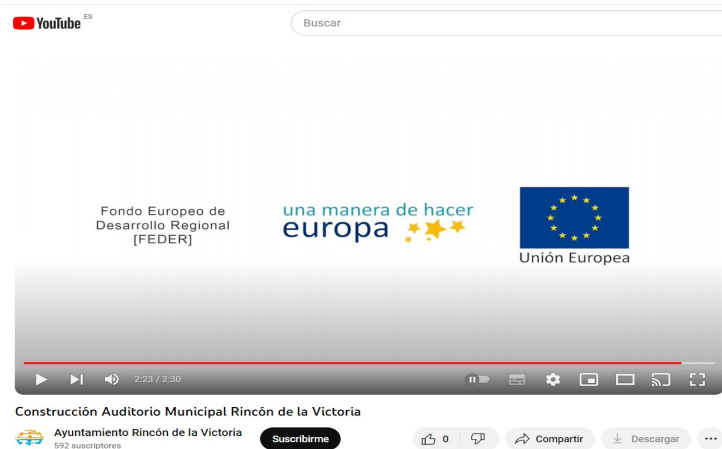 YouTube ES
Buscar
Fondo Europeo de
Desarrollo Regional
[FEDER]
una manera de hacer
europa
Unión Europea
2:23 / 2:30
Construcción Auditorio Municipal Rincón de la Victoria
Ayuntamiento Rincón de la Victoria
592 suscriptores
Suscribirme
0
Compartir
Descargar